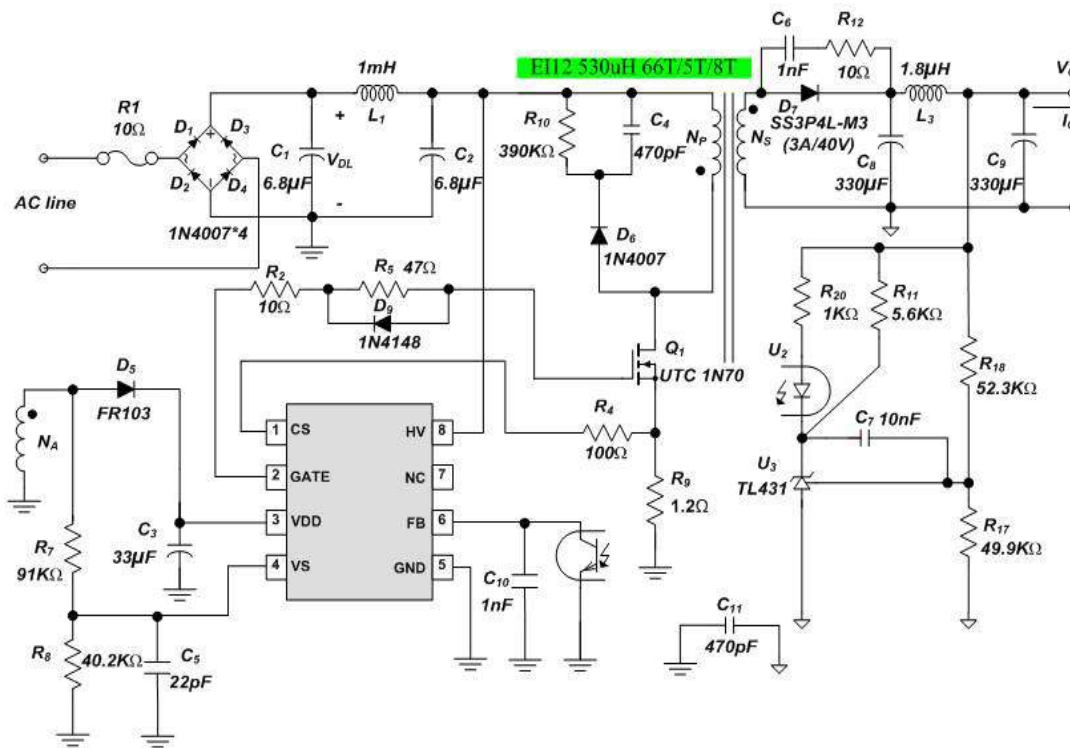 EI12 530uH 66T/5T/8T
C6
1nF
R12
10Ω
1mH
L1
R1
10Ω
D1
D3
D2
D4
+
-
C1
VDL
6.8µF
C2
6.8µF
R10
390KΩ
C4
470pF
NP
NS
D7
SS3P4L-M3
(3A/40V)
1.8µH
L3
C8
330µF
C9
330µF
AC line
1N4007*4
D6
1N4007
R2
10Ω
R5 47Ω
D9
1N4148
Q1
UTC 1N70
R20
1KΩ
R11
5.6KΩ
U2
R18
52.3KΩ
C7 10nF
U3
TL431
R17
49.9KΩ
D5
FR103
NA
R4
100Ω
R9
1.2Ω
1 CS
2 GATE
3 VDD
4 VS
HV 8
NC 7
FB 6
GND 5
C3
33µF
R7
91KΩ
R8
40.2KΩ
C5
22pF
C10
1nF
C11
470pF